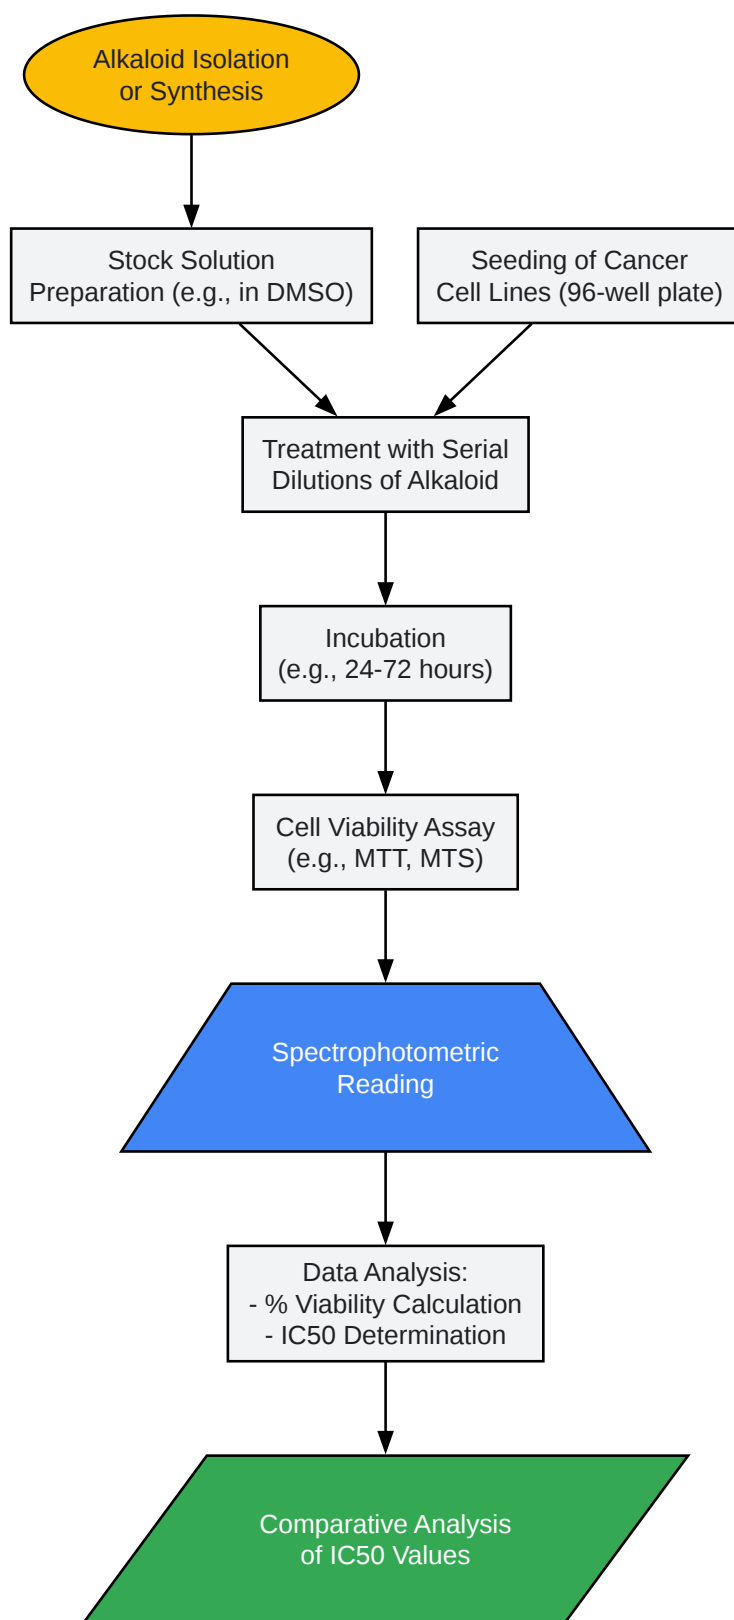 Alkaloid Isolation
or Synthesis
Stock Solution
Preparation (e.g., in DMSO)
Seeding of Cancer
Cell Lines (96-well plate)
Treatment with Serial
Dilutions of Alkaloid
Incubation
(e.g., 24-72 hours)
Cell Viability Assay
(e.g., MTT, MTS)
Spectrophotometric
Reading
Data Analysis:
- % Viability Calculation
- IC50 Determination
Comparative Analysis
of IC50 Values